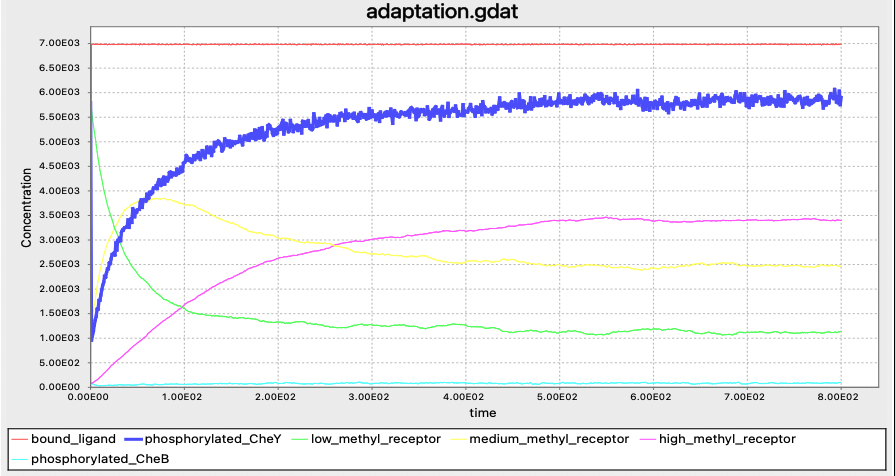 adaptation.gdat
7.00E03
6.50E03
6.00E03
5.50E03
5.00E03
4.50E03
4.00E03
3.50E03
3.00E03
2.50E03
2.00E03
1.50E03
1.00E03
5.00E02
0.00E00
Concentration
0.00E00 1.00E02 2.00E02 3.00E02 4.00E02 5.00E02 6.00E02 7.00E02 8.00E02
time
bound_ligand phosphorylated_CheY low_methyl_receptor medium_methyl_receptor high_methyl_receptor
phosphorylated_CheB